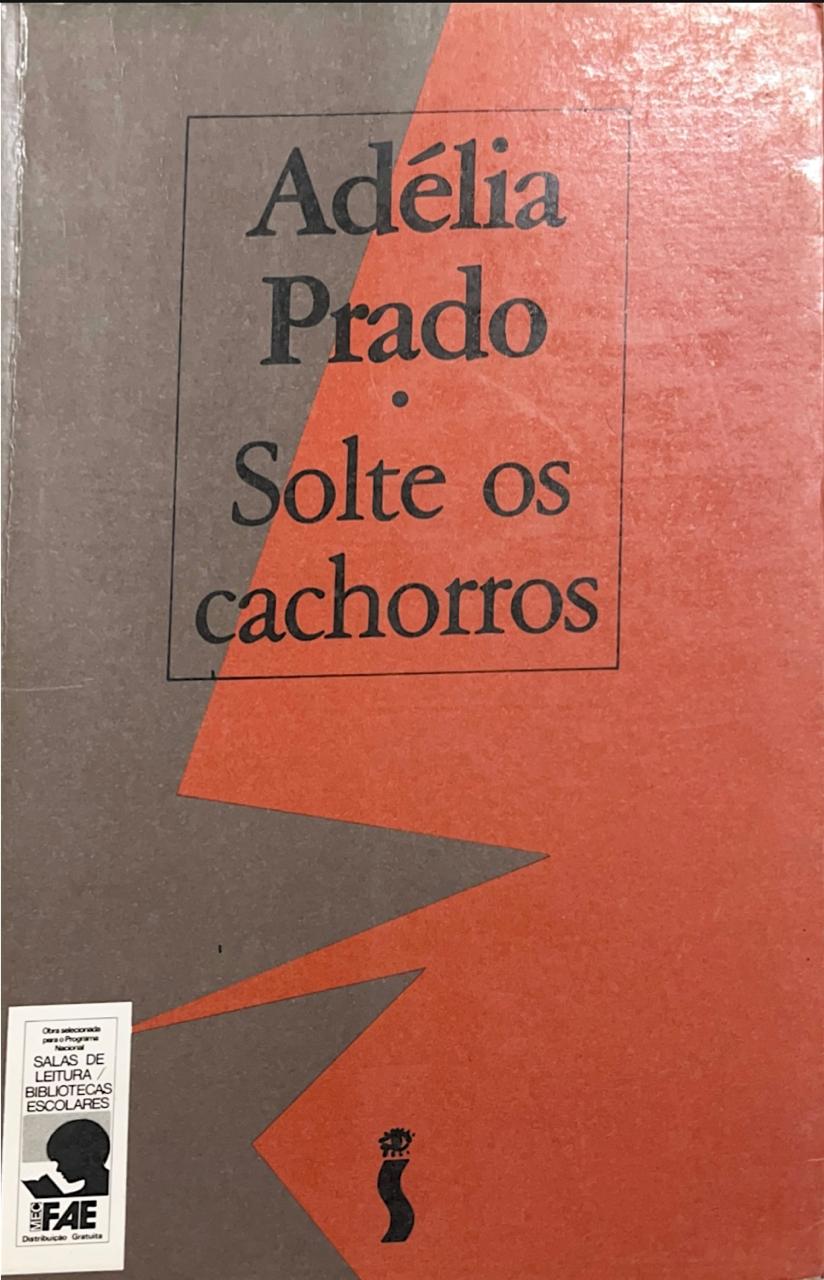 Adélia
Prado
•
Solte os
cachorros
Obra selecionada
para o Programa
Nacional
SALAS DE
LEITURA /
BIBLIOTECAS
ESCOLARES
MEC
FAE
Distribuição Gratuita